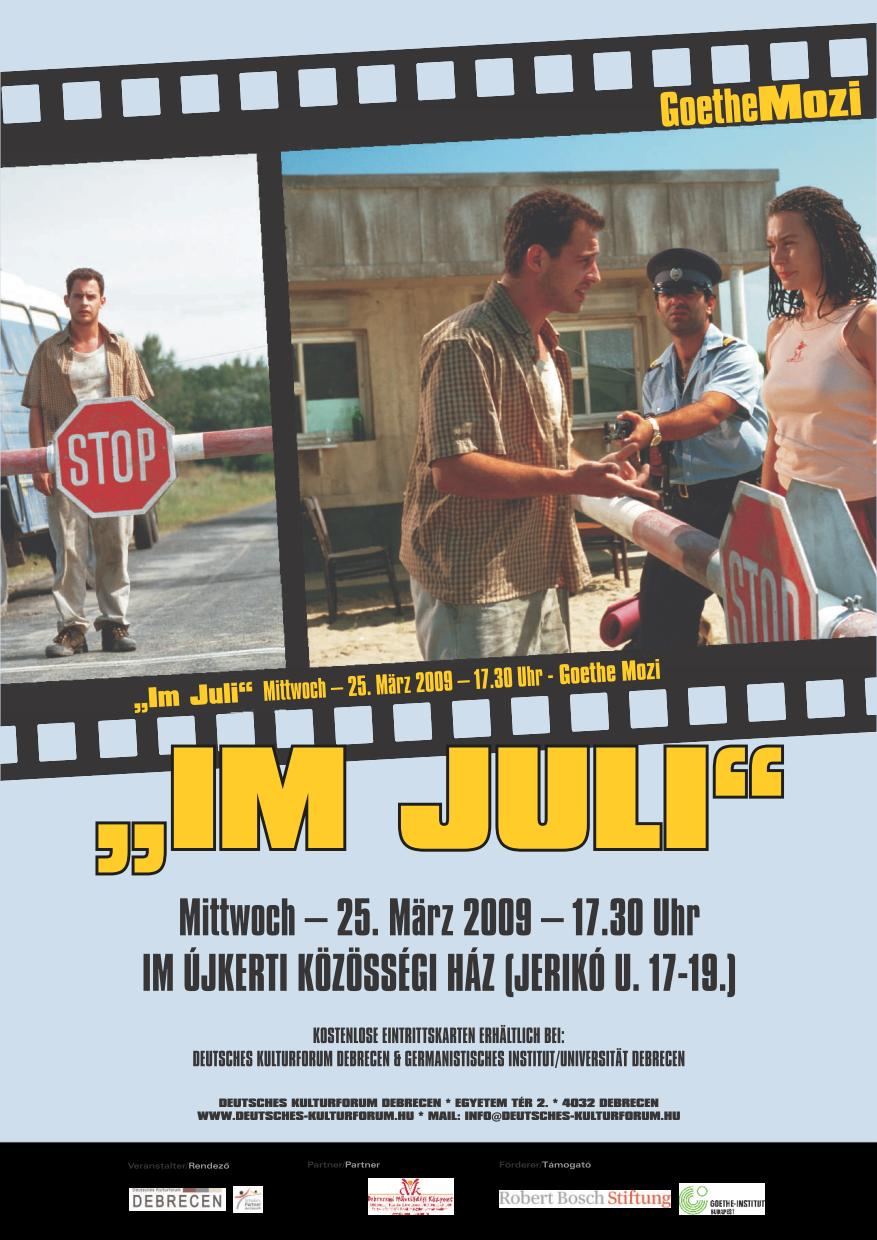 GoetheMozi
STOP
STOP
„Im Juli“ Mittwoch – 25. März 2009 – 17.30 Uhr - Goethe Mozi
„IM JULI“
Mittwoch – 25. März 2009 – 17.30 Uhr
IM ÚJKERTI KÖZÖSSÉGI HÁZ (JERIKÓ U. 17-19.)
KOSTENLOSE EINTRITTSKARTEN ERHÄLTLICH BEI:
DEUTSCHES KULTURFORUM DEBRECEN & GERMANISTISCHES INSTITUT/UNIVERSITÄT DEBRECEN
DEUTSCHES KULTURFORUM DEBRECEN * EGYETEM TÉR 2. * 4032 DEBRECEN
WWW.DEUTSCHES-KULTURFORUM.HU * MAIL: INFO@DEUTSCHES-KULTURFORUM.HU
Veranstalter/Rendező Partner/Partner Förderer/Támogató
Deutsches Kulturforum
DEBRECEN
Partner
Debreceni Művelődési Központ
Robert Bosch Stiftung
GOETHE-INSTITUT
BUDAPEST